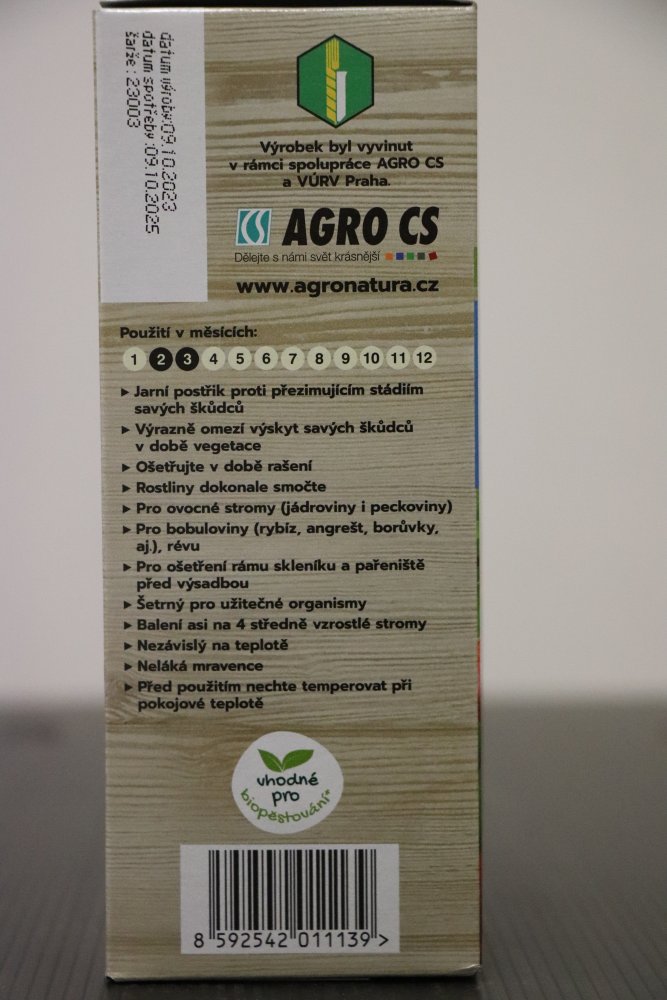 datum výroby:09.10.2023
datum spotřeby :09.10.2025
šarže : 23003
Výrobek byl vyvinut
v rámci spolupráce AGRO CS
a VÚRV Praha.
AGRO CS
Dělejte s námi svět krásnější
www.agronatura.cz
Použití v měsících:
1 2 3 4 5 6 7 8 9 10 11 12
▸ Jarní postřik proti přezimujícím stádiím
savých škůdců
▸ Výrazně omezí výskyt savých škůdců
v době vegetace
▸ Ošetřujte v době rašení
▸ Rostliny dokonale smočte
▸ Pro ovocné stromy (jádroviny i peckoviny)
▸ Pro bobuloviny (rybíz, angrešt, borůvky,
aj.), révu
▸ Pro ošetření rámu skleníku a pařeniště
před výsadbou
▸ Šetrný pro užitečné organismy
▸ Balení asi na 4 středně vzrostlé stromy
▸ Nezávislý na teplotě
▸ Neláká mravence
▸ Před použitím nechte temperovat při
pokojové teplotě
vhodné
pro
biopěstování*
8 592542 011139 >